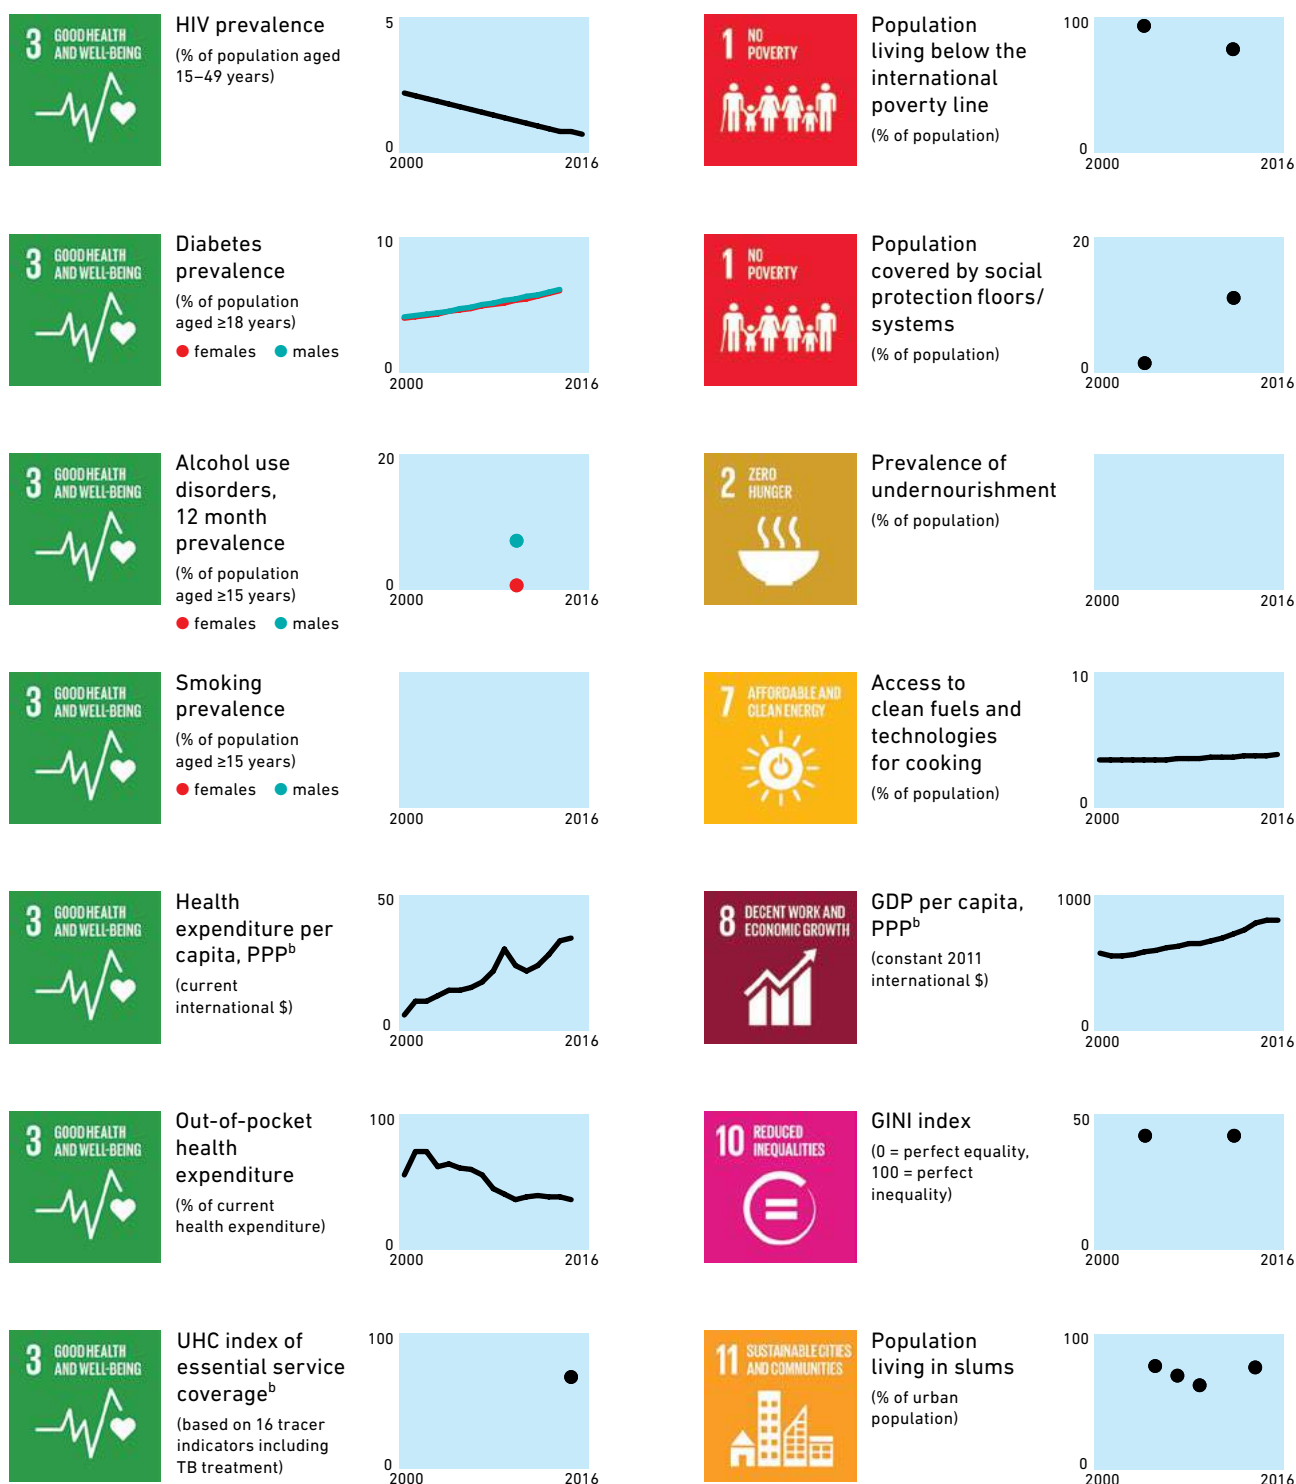 3 GOOD HEALTH
AND WELL-BEING
HIV prevalence
(% of population aged
15–49 years)
5
0
2000 2016
1 NO
POVERTY
Population
living below the
international
poverty line
(% of population)
100
0
2000 2016
3 GOOD HEALTH
AND WELL-BEING
Diabetes
prevalence
(% of population
aged ≥18 years)
females males
10
0
2000 2016
1 NO
POVERTY
Population
covered by social
protection floors/
systems
(% of population)
20
0
2000 2016
3 GOOD HEALTH
AND WELL-BEING
Alcohol use
disorders,
12 month
prevalence
(% of population
aged ≥15 years)
females males
20
0
2000 2016
2 ZERO
HUNGER
Prevalence of
undernourishment
(% of population)
2000 2016
3 GOOD HEALTH
AND WELL-BEING
Smoking
prevalence
(% of population
aged ≥15 years)
females males
2000 2016
7 AFFORDABLE AND
CLEAN ENERGY
Access to
clean fuels and
technologies
for cooking
(% of population)
10
0
2000 2016
3 GOOD HEALTH
AND WELL-BEING
Health
expenditure per
capita, PPPᵇ
(current
international $)
50
0
2000 2016
8 DECENT WORK AND
ECONOMIC GROWTH
GDP per capita,
PPPᵇ
(constant 2011
international $)
1000
0
2000 2016
3 GOOD HEALTH
AND WELL-BEING
Out-of-pocket
health
expenditure
(% of current
health expenditure)
100
0
2000 2016
10 REDUCED
INEQUALITIES
GINI index
(0 = perfect equality,
100 = perfect
inequality)
50
0
2000 2016
3 GOOD HEALTH
AND WELL-BEING
UHC index of
essential service
coverageᵇ
(based on 16 tracer
indicators including
TB treatment)
100
0
2000 2016
11 SUSTAINABLE CITIES
AND COMMUNITIES
Population
living in slums
(% of urban
population)
100
0
2000 2016